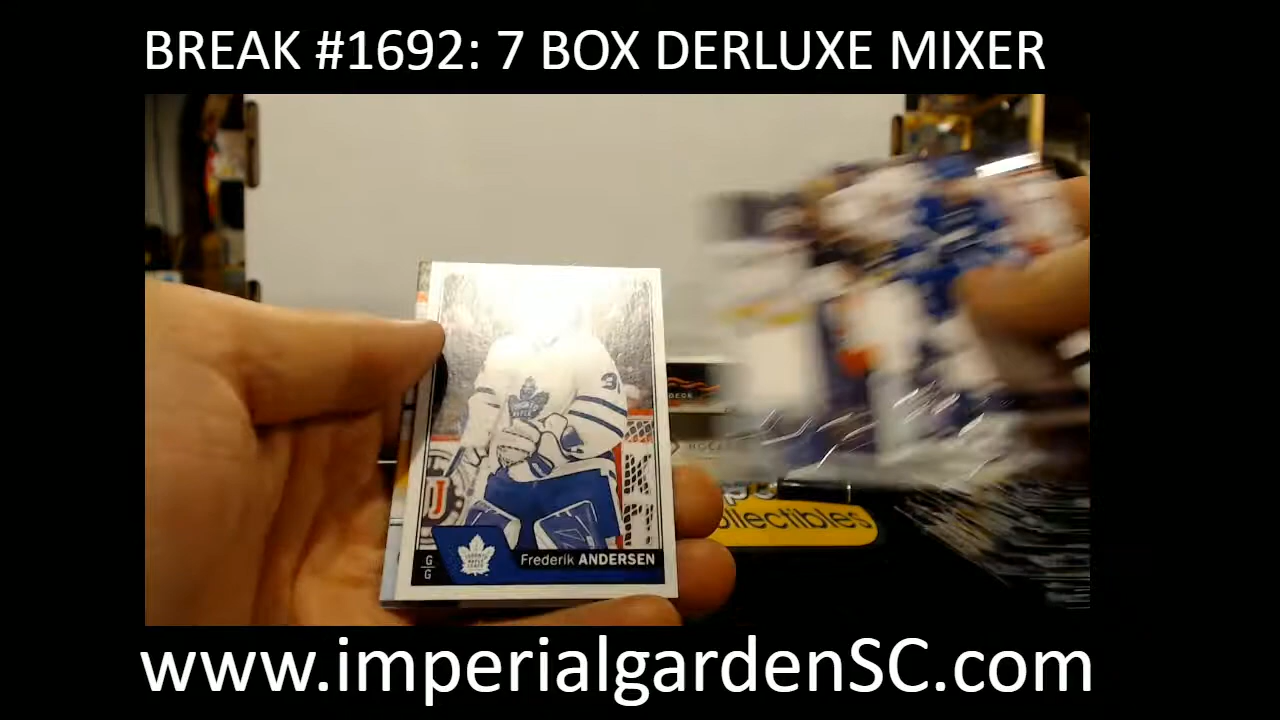 BREAK #1692: 7 BOX DERLUXE MIXER
ollectibles
G
G
Frederik ANDERSEN
www.imperialgardenSC.com